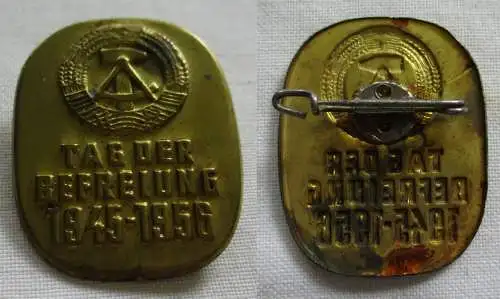 TAG DER
BEFREIUNG
1945-1956